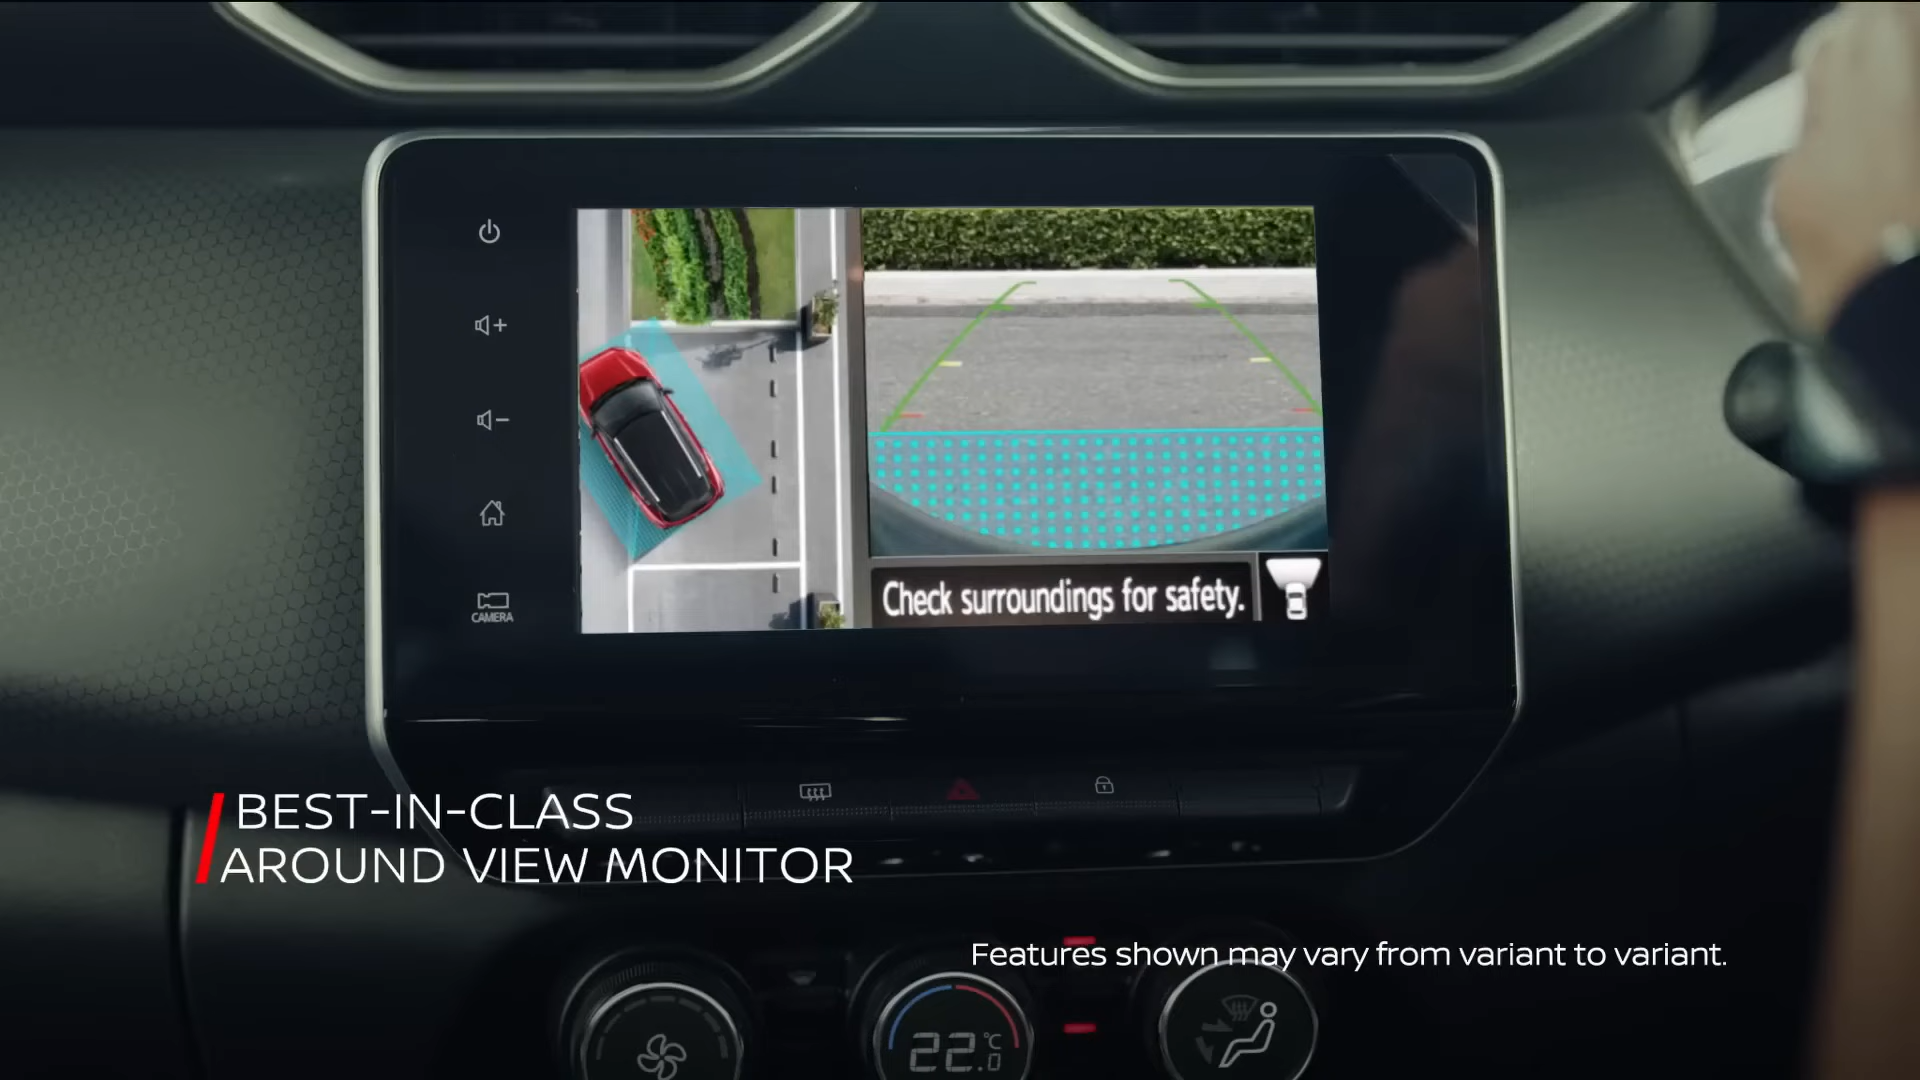 CAMERA
Check surroundings for safety.
BEST-IN-CLASS
AROUND VIEW MONITOR
Features shown may vary from variant to variant.
22.0 °C